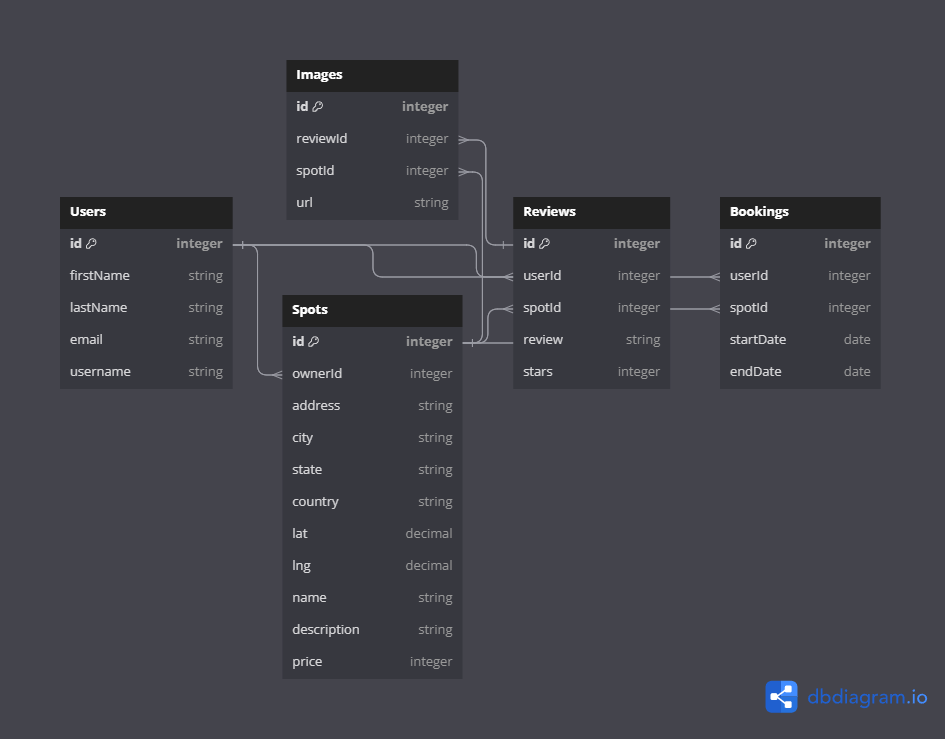 Images
id integer
reviewId integer
spotId integer
url string
Users
id integer
firstName string
lastName string
email string
username string
Spots
id integer
ownerId integer
address string
city string
state string
country string
lat decimal
lng decimal
name string
description string
price integer
Reviews
id integer
userId integer
spotId integer
review string
stars integer
Bookings
id integer
userId integer
spotId integer
startDate date
endDate date
dbdiagram.io